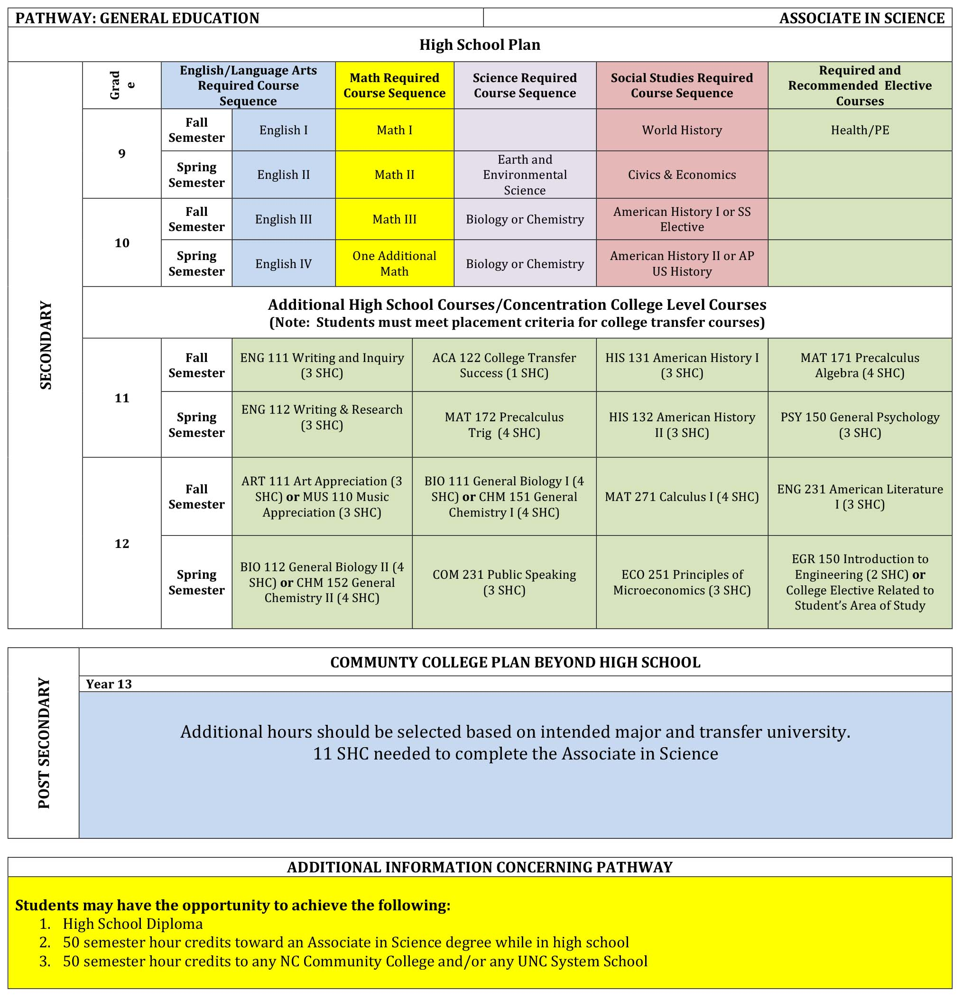 PATHWAY: GENERAL EDUCATION
ASSOCIATE IN SCIENCE
High School Plan
SECONDARY
Grad
e
English/Language Arts
Required Course
Sequence
Math Required
Course Sequence
Science Required
Course Sequence
Social Studies Required
Course Sequence
Required and
Recommended Elective
Courses
9
Fall
Semester
English I
Math I
World History
Health/PE
Spring
Semester
English II
Math II
Earth and
Environmental
Science
Civics & Economics
10
Fall
Semester
English III
Math III
Biology or Chemistry
American History I or SS
Elective
Spring
Semester
English IV
One Additional
Math
Biology or Chemistry
American History II or AP
US History
Additional High School Courses/Concentration College Level Courses
(Note: Students must meet placement criteria for college transfer courses)
11
Fall
Semester
ENG 111 Writing and Inquiry
(3 SHC)
ACA 122 College Transfer
Success (1 SHC)
HIS 131 American History I
(3 SHC)
MAT 171 Precalculus
Algebra (4 SHC)
Spring
Semester
ENG 112 Writing & Research
(3 SHC)
MAT 172 Precalculus
Trig (4 SHC)
HIS 132 American History
II (3 SHC)
PSY 150 General Psychology
(3 SHC)
12
Fall
Semester
ART 111 Art Appreciation (3
SHC) or MUS 110 Music
Appreciation (3 SHC)
BIO 111 General Biology I (4
SHC) or CHM 151 General
Chemistry I (4 SHC)
MAT 271 Calculus I (4 SHC)
ENG 231 American Literature
I (3 SHC)
Spring
Semester
BIO 112 General Biology II (4
SHC) or CHM 152 General
Chemistry II (4 SHC)
COM 231 Public Speaking
(3 SHC)
ECO 251 Principles of
Microeconomics (3 SHC)
EGR 150 Introduction to
Engineering (2 SHC) or
College Elective Related to
Student’s Area of Study
POST SECONDARY
COMMUNTY COLLEGE PLAN BEYOND HIGH SCHOOL
Year 13
Additional hours should be selected based on intended major and transfer university.
11 SHC needed to complete the Associate in Science
ADDITIONAL INFORMATION CONCERNING PATHWAY
Students may have the opportunity to achieve the following:
1. High School Diploma
2. 50 semester hour credits toward an Associate in Science degree while in high school
3. 50 semester hour credits to any NC Community College and/or any UNC System School